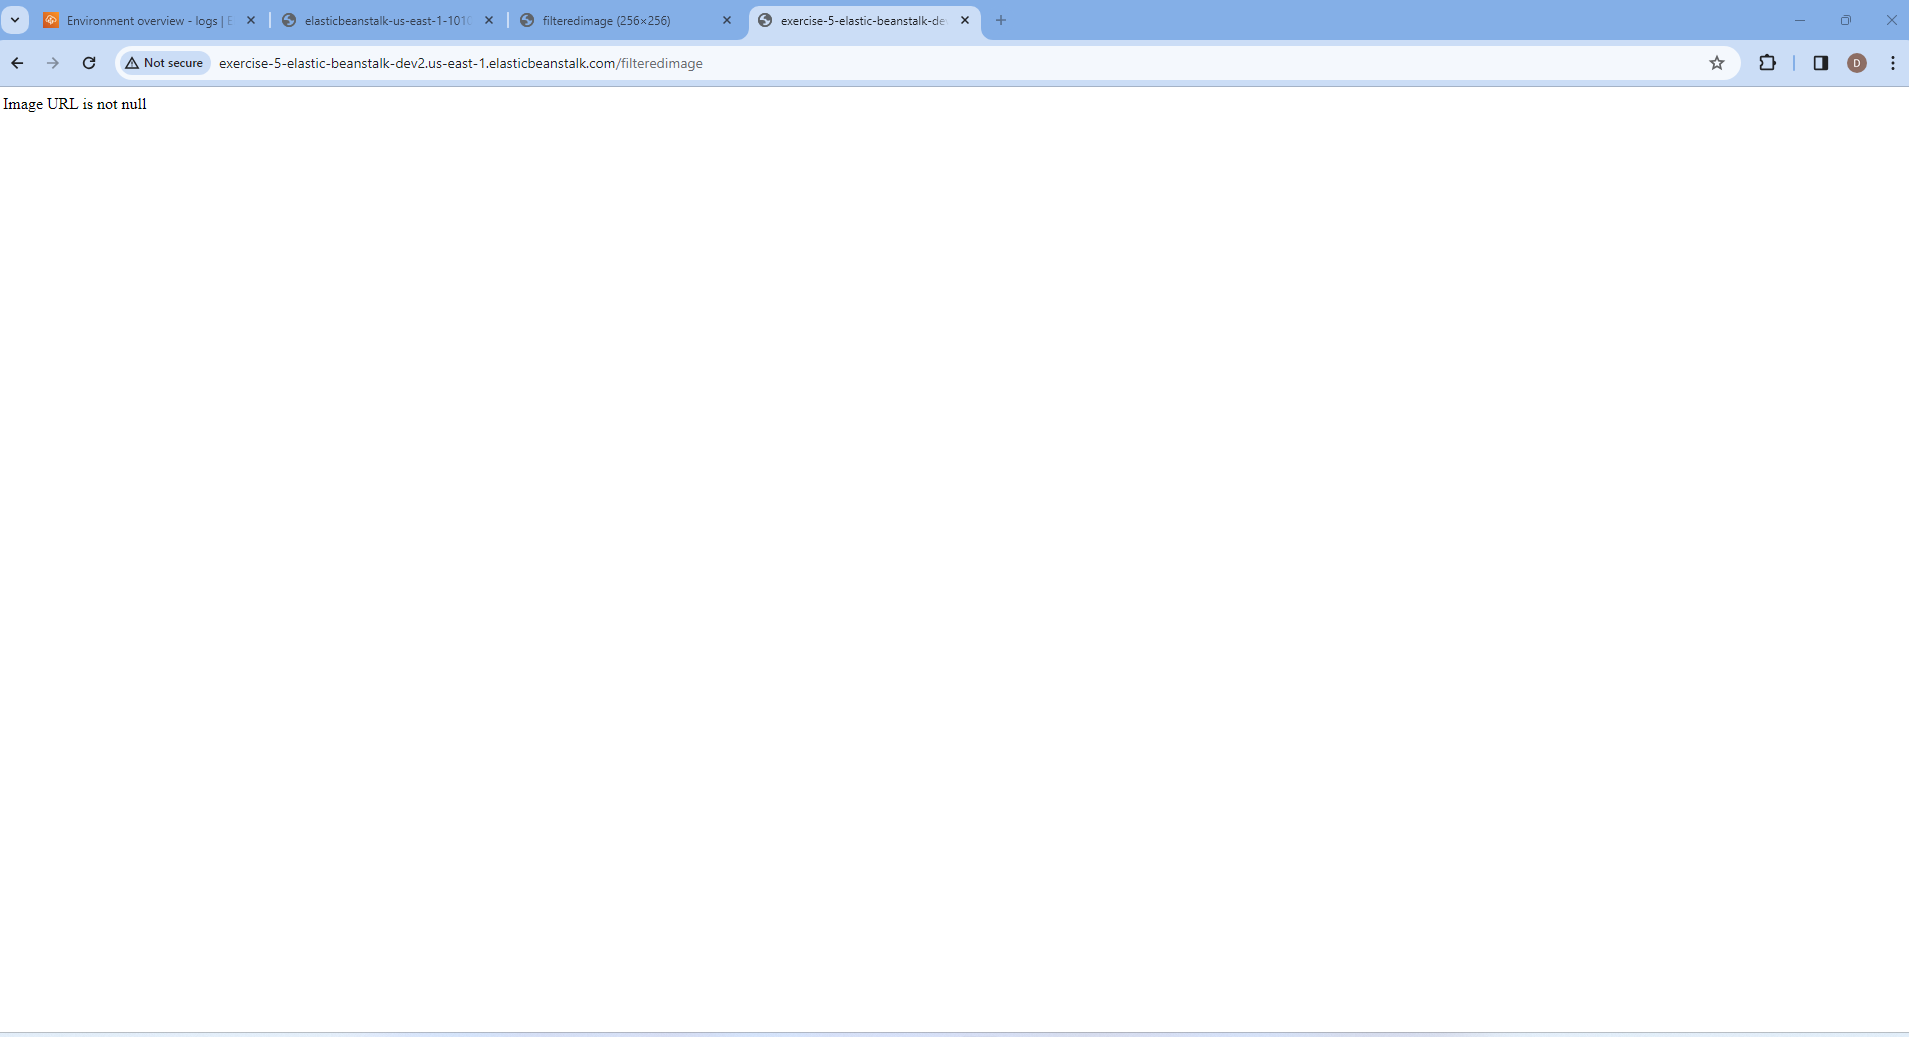 Environment overview - logs | E
elasticbeanstalk-us-east-1-1010
filteredimage (256×256)
exercise-5-elastic-beanstalk-de
Not secure
exercise-5-elastic-beanstalk-dev2.us-east-1.elasticbeanstalk.com/filteredimage
D
Image URL is not null